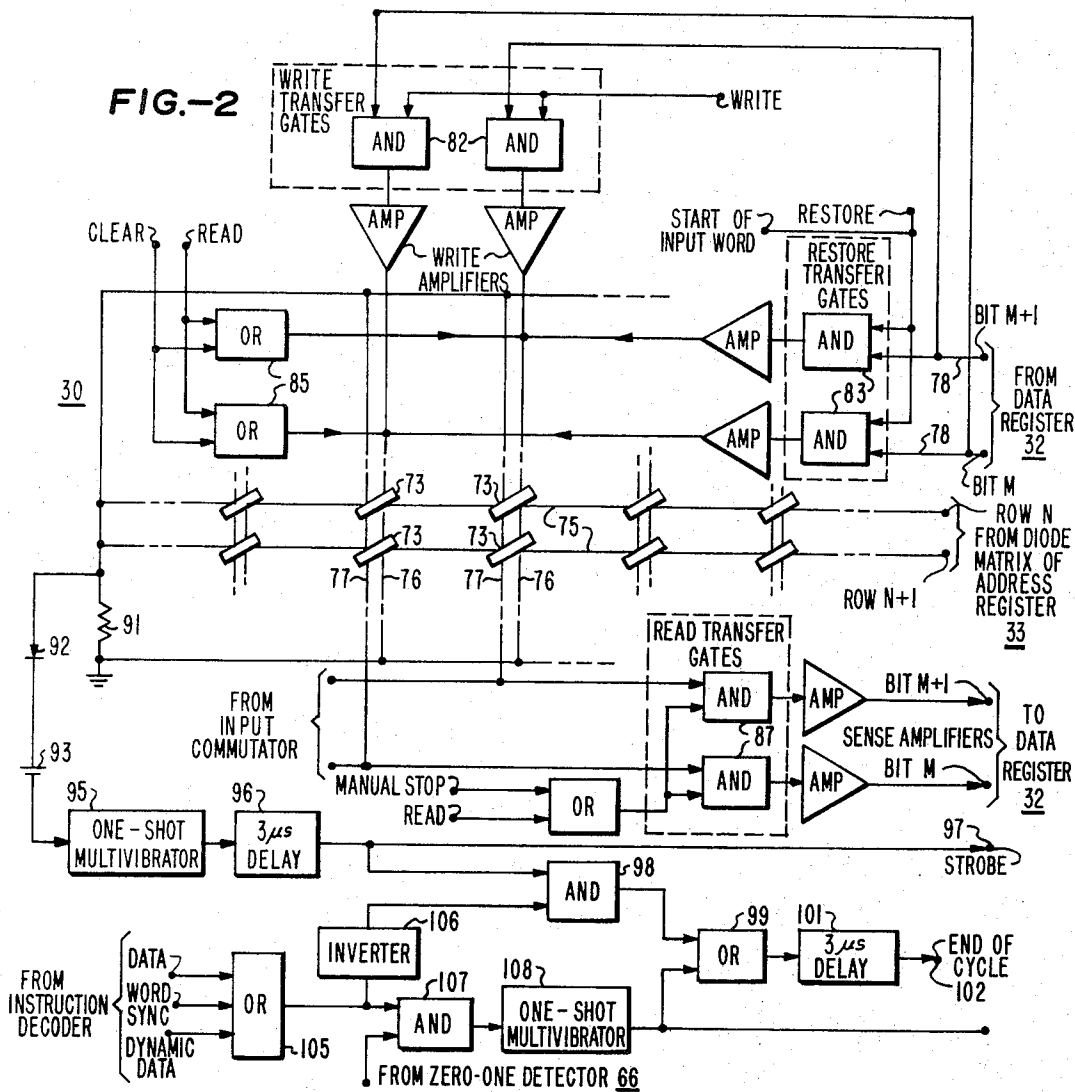 FIG.-2
WRITE
TRANSFER
GATES
AND
82
AND
WRITE
AMP
AMP
WRITE
AMPLIFIERS
CLEAR
READ
START OF
INPUT WORD
RESTORE
RESTORE
TRANSFER
GATES
OR
85
OR
85
30
AMP
AND
83
AMP
83
AND
BIT M+1
78
78
BIT M
FROM
DATA
REGISTER
32
73
73
75
73
73
77
76
77
76
ROW N
FROM DIODE
MATRIX OF
ADDRESS
REGISTER
33
ROW N+1
91
92
93
READ TRANSFER
GATES
AND
87
AND
AMP
AMP
BIT M+1
SENSE AMPLIFIERS
BIT M
TO
DATA
REGISTER
32
FROM
INPUT
COMMUTATOR
MANUAL STOP
READ
OR
95
ONE-SHOT
MULTIVIBRATOR
96
3μs
DELAY
97
STROBE
AND
98
106
INVERTER
99
OR
101
3μs
DELAY
END OF
CYCLE
102
FROM
INSTRUCTION
DECODER
DATA
WORD
SYNC
DYNAMIC
DATA
OR
105
107
AND
108
ONE-SHOT
MULTIVIBRATOR
FROM ZERO-ONE DETECTOR 66